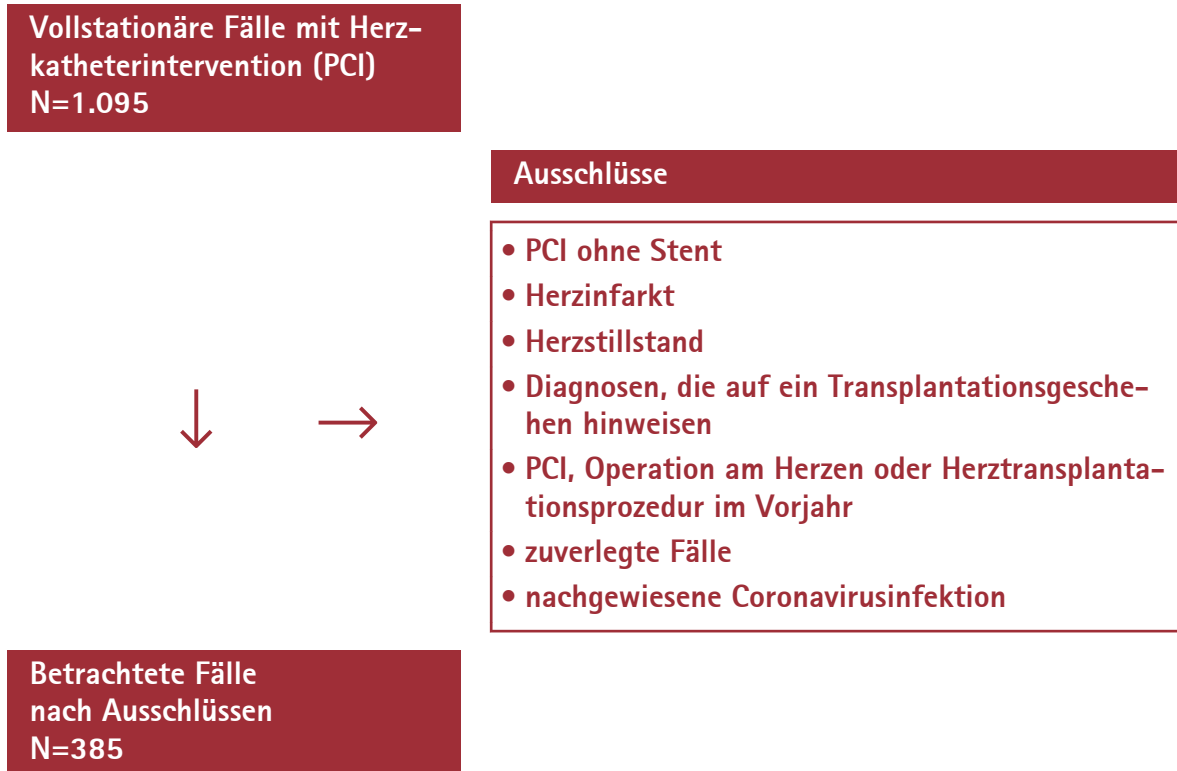 Vollstationäre Fälle mit Herz-
katheterintervention (PCI)
N=1.095
Ausschlüsse
• PCI ohne Stent
• Herzinfarkt
• Herzstillstand
• Diagnosen, die auf ein Transplantationsgesche-
hen hinweisen
• PCI, Operation am Herzen oder Herztransplanta-
tionsprozedur im Vorjahr
• zuverlegte Fälle
• nachgewiesene Coronavirusinfektion
Betrachtete Fälle
nach Ausschlüssen
N=385